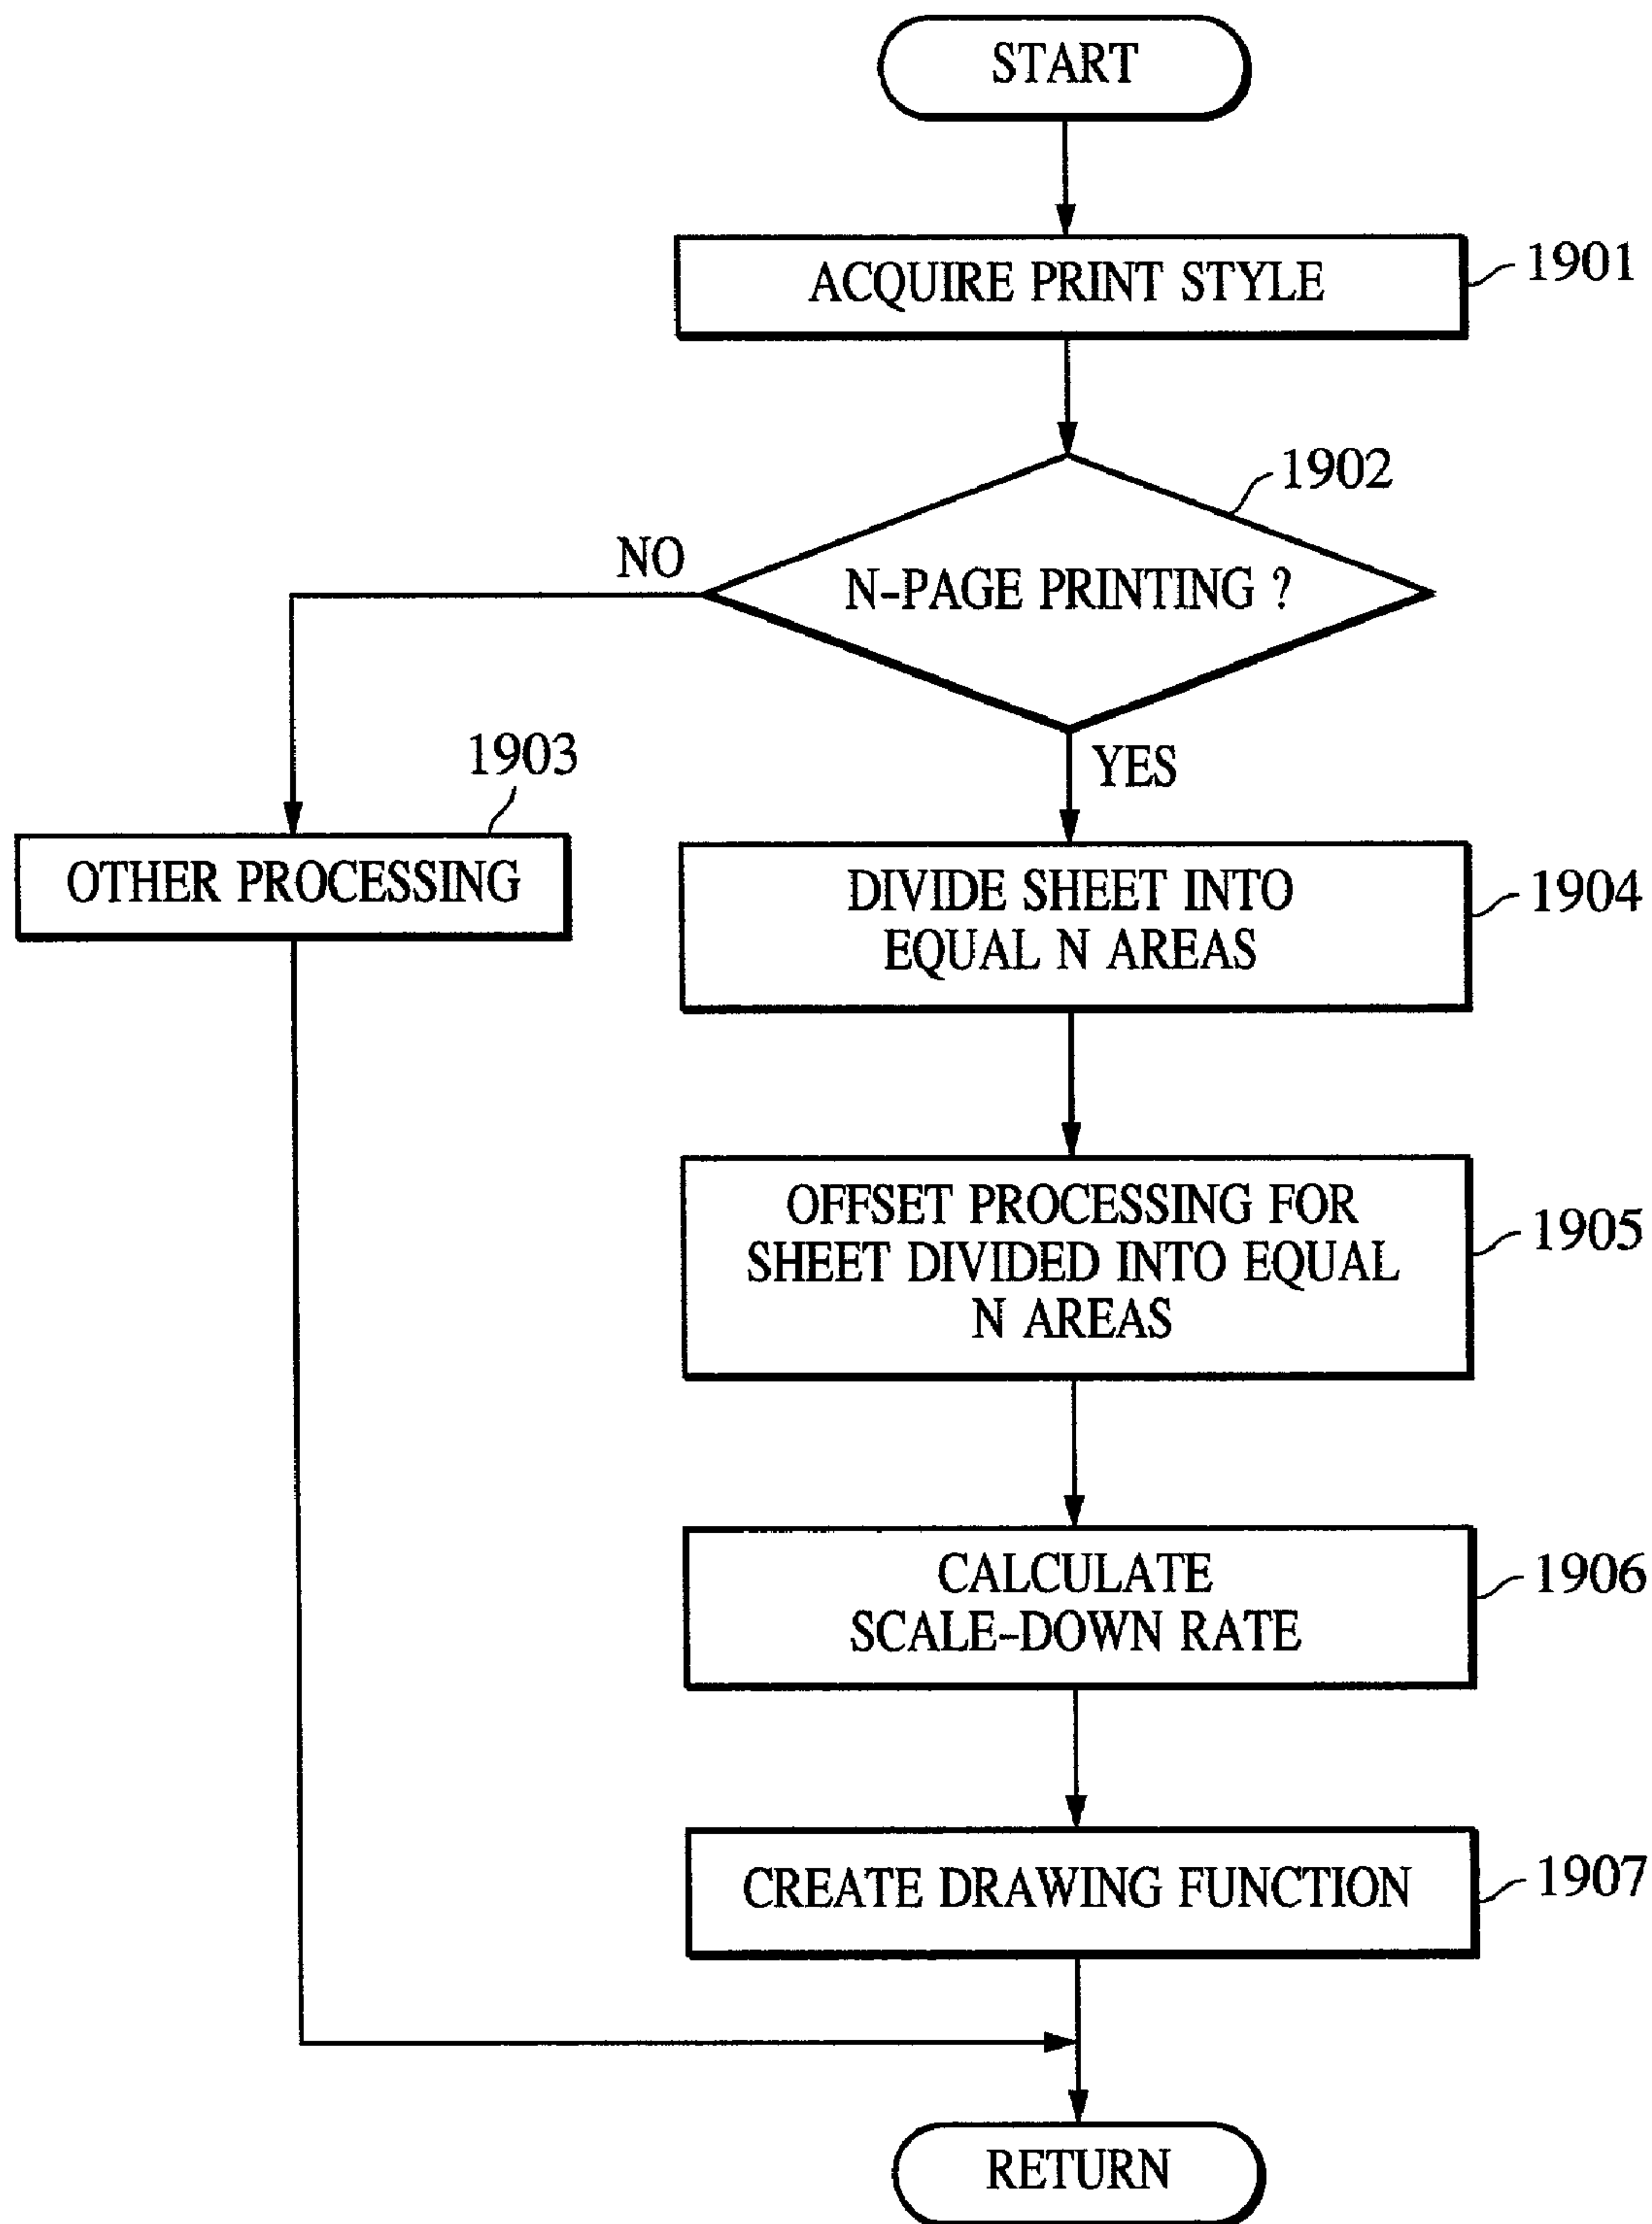 START
ACQUIRE PRINT STYLE
1901
1902
N-PAGE PRINTING ?
NO
YES
1903
OTHER PROCESSING
DIVIDE SHEET INTO
EQUAL N AREAS
1904
OFFSET PROCESSING FOR
SHEET DIVIDED INTO EQUAL
N AREAS
1905
CALCULATE
SCALE-DOWN RATE
1906
CREATE DRAWING FUNCTION
1907
RETURN